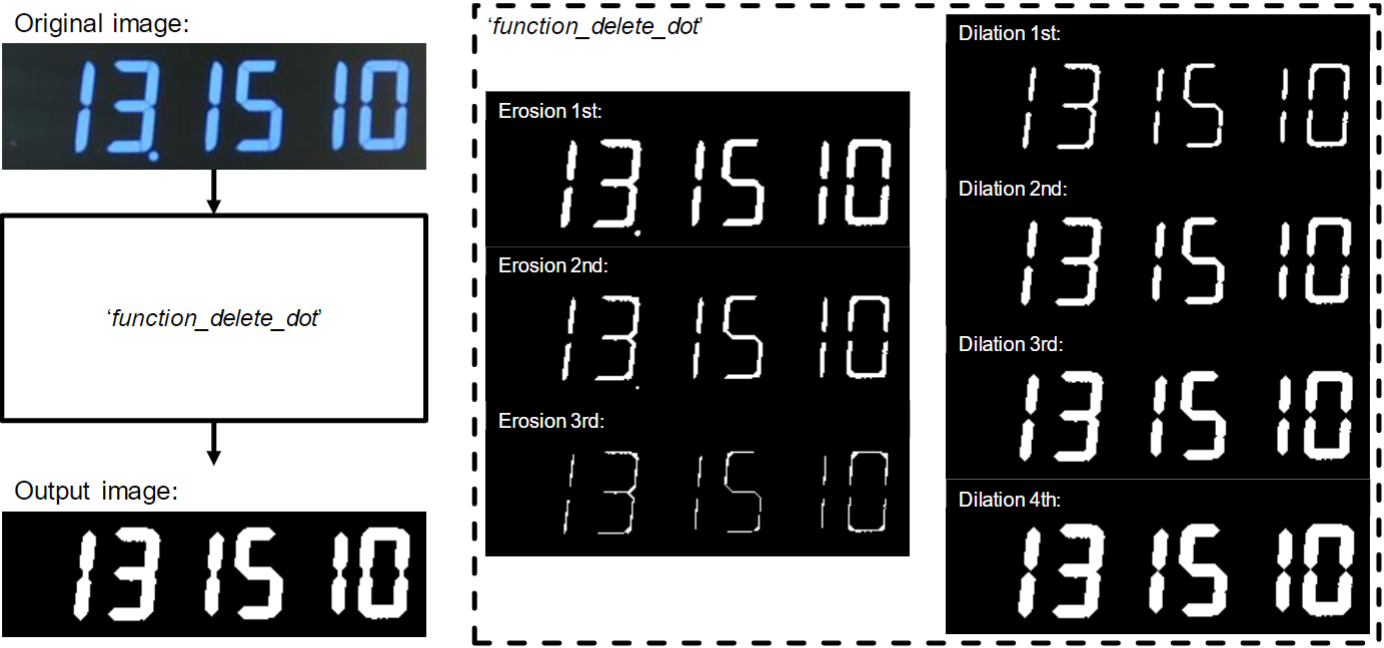 Original image:
13. 15 10
‘function_delete_dot’
Output image:
13 15 10
‘function_delete_dot’
Erosion 1st:
13. 15 10
Erosion 2nd:
13. 15 10
Erosion 3rd:
13 15 10
Dilation 1st:
13 15 10
Dilation 2nd:
13 15 10
Dilation 3rd:
13 15 10
Dilation 4th:
13 15 10